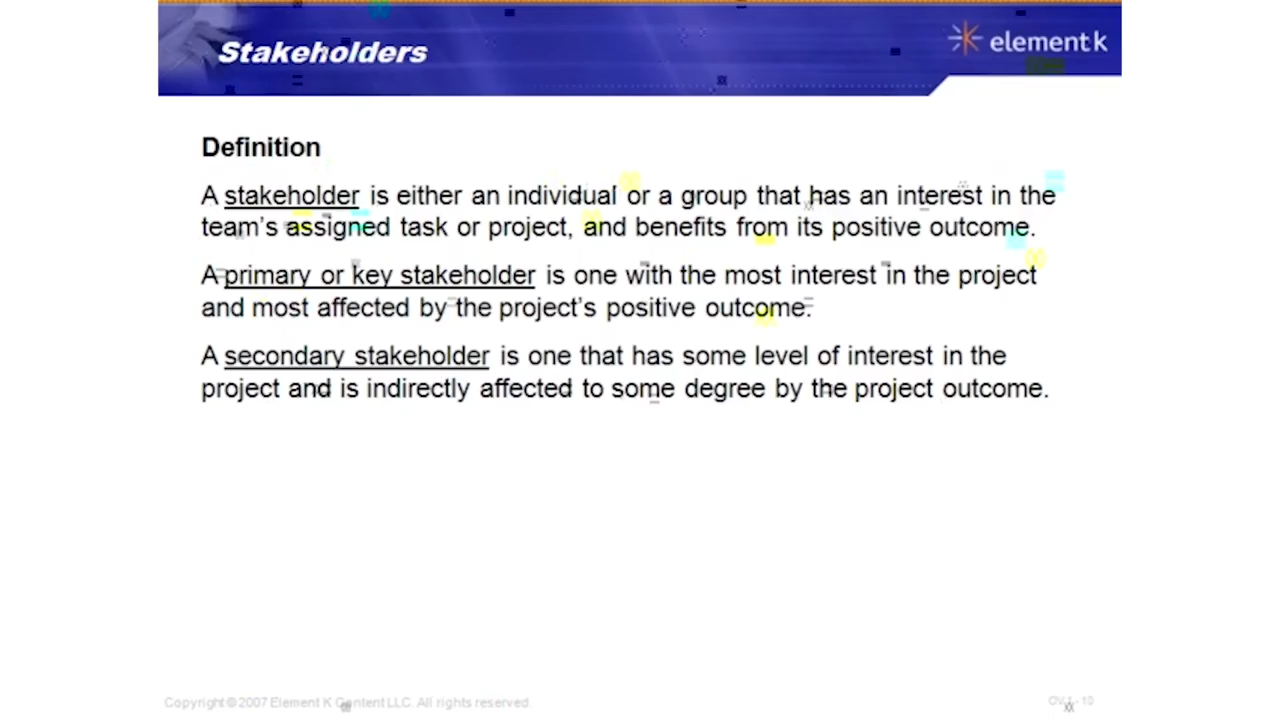 Stakeholders
element k
Definition
A stakeholder is either an individual or a group that has an interest in the
team's assigned task or project, and benefits from its positive outcome.
A primary or key stakeholder is one with the most interest in the project
and most affected by the project's positive outcome.
A secondary stakeholder is one that has some level of interest in the
project and is indirectly affected to some degree by the project outcome.
Copyright © 2007 Element K Content LLC. All rights reserved.